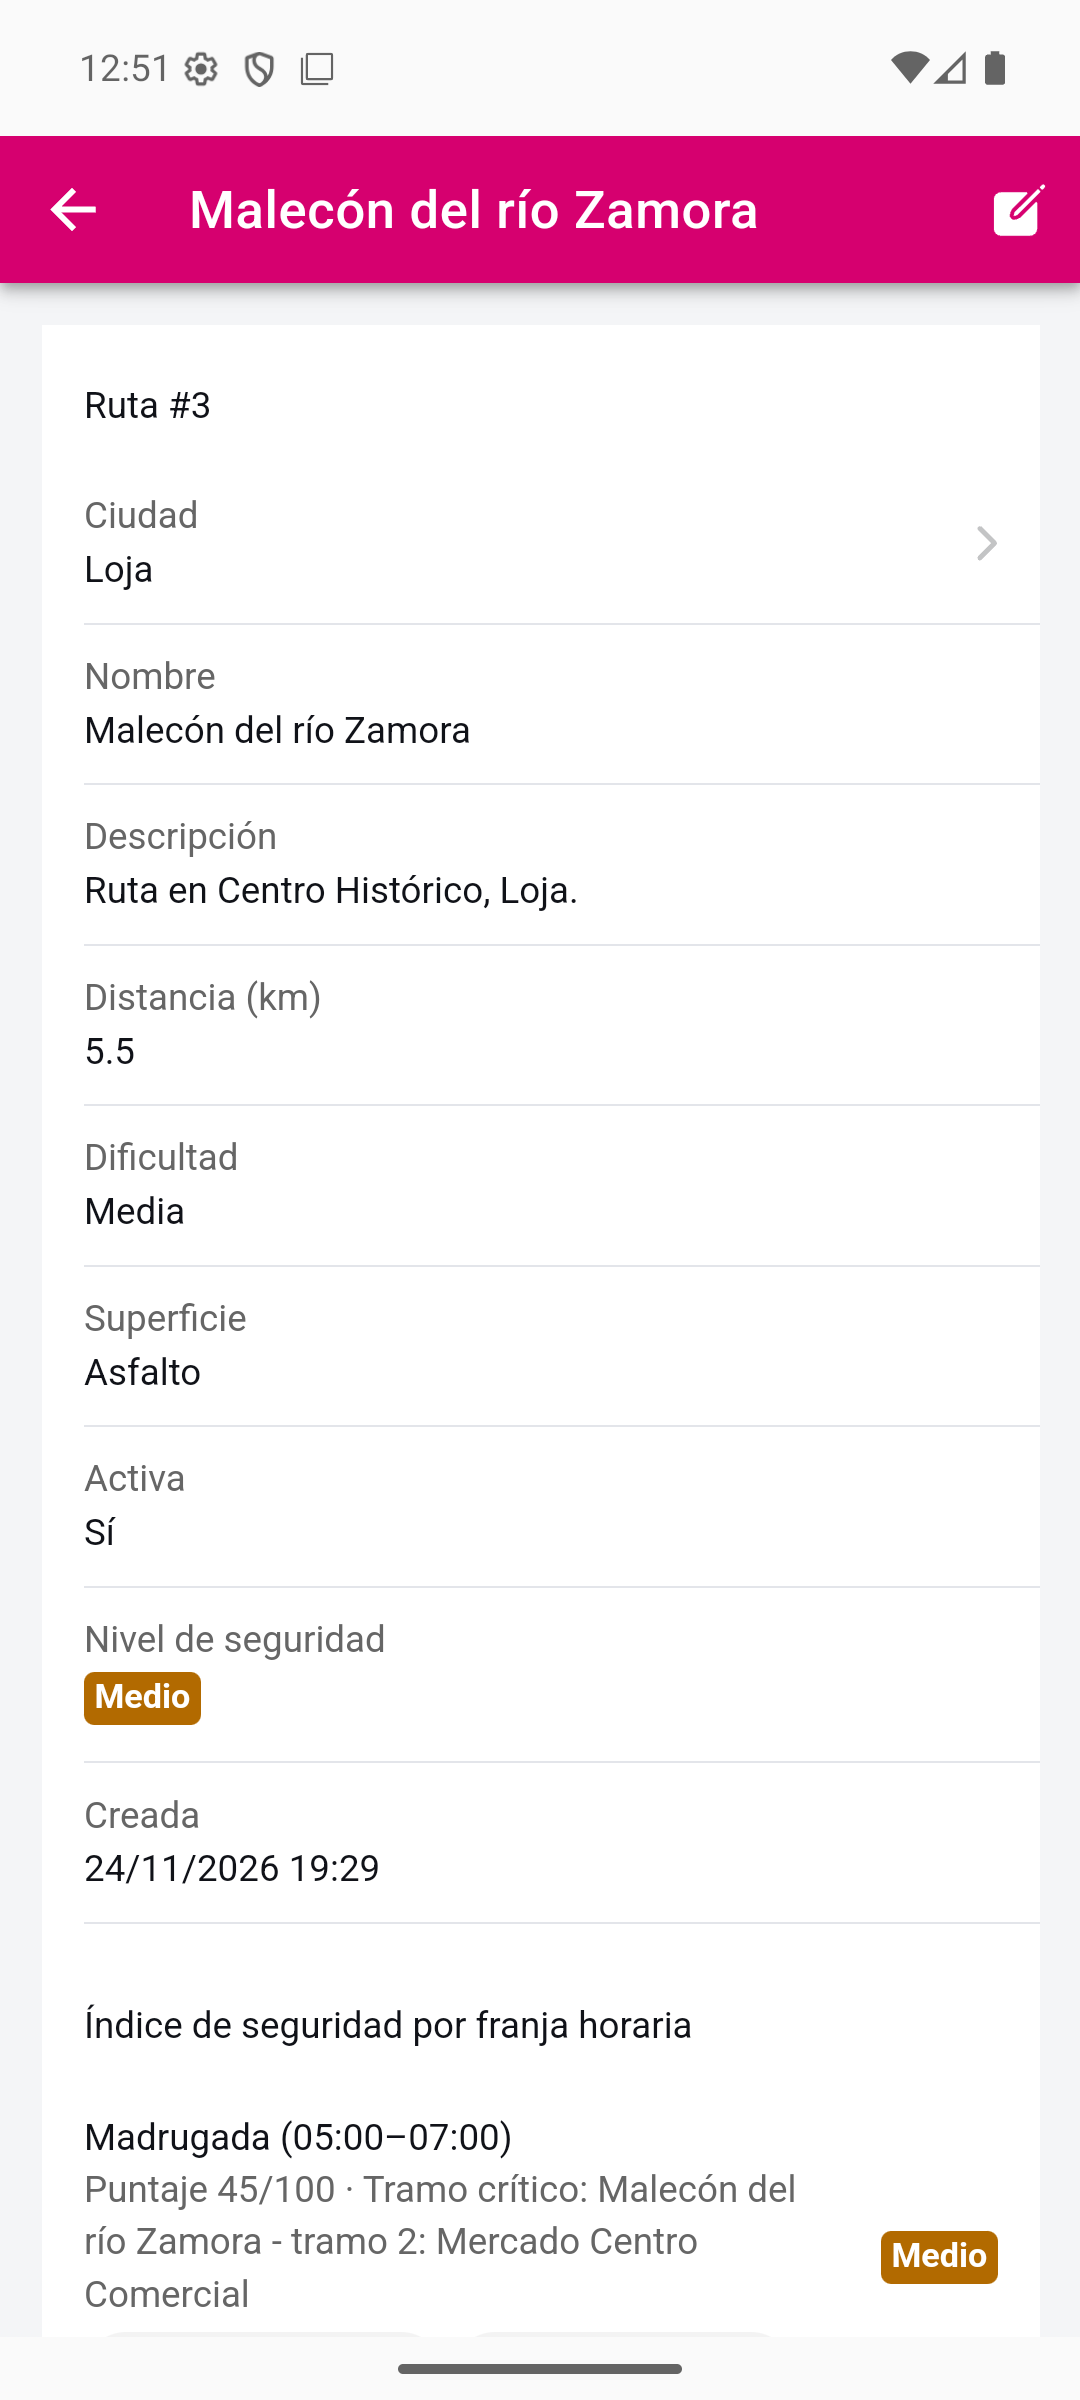 12:51
Malecón del río Zamora
Ruta #3
Ciudad
Loja
Nombre
Malecón del río Zamora
Descripción
Ruta en Centro Histórico, Loja.
Distancia (km)
5.5
Dificultad
Media
Superficie
Asfalto
Activa
Sí
Nivel de seguridad
Medio
Creada
24/11/2026 19:29
Índice de seguridad por franja horaria
Madrugada (05:00–07:00)
Puntaje 45/100 · Tramo crítico: Malecón del
río Zamora - tramo 2: Mercado Centro
Comercial
Medio